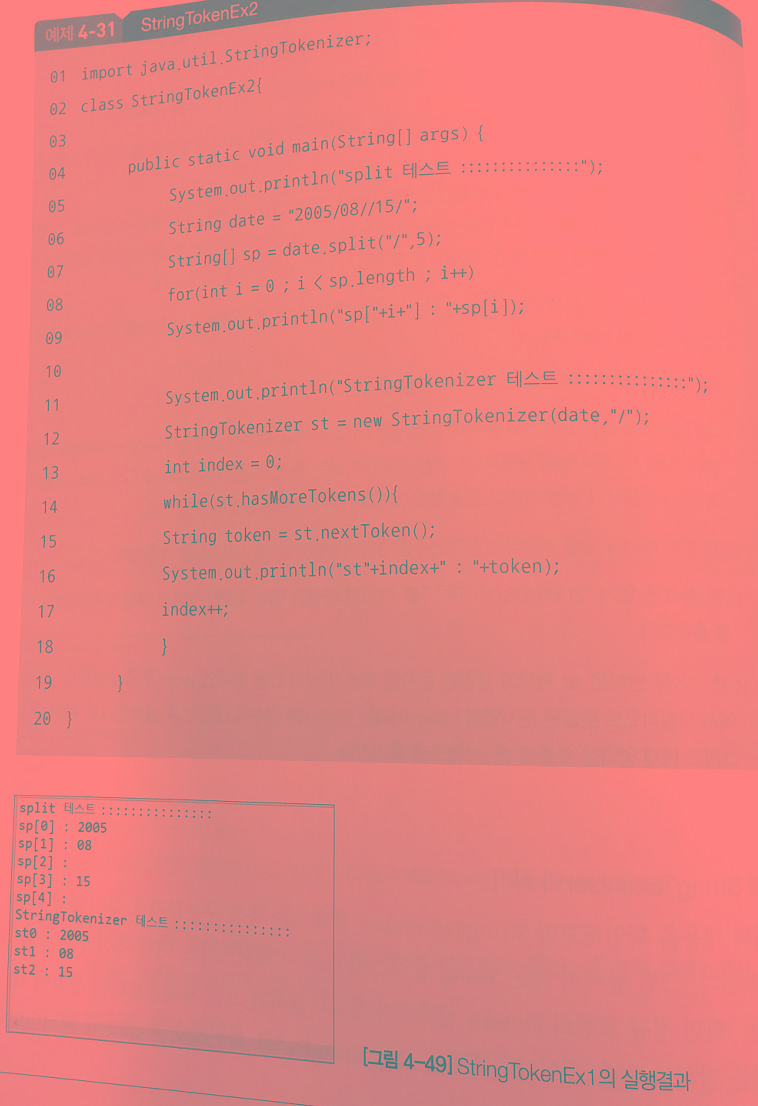 예제 4-31 StringTokenEx2
01 import java.util.StringTokenizer;
02 class StringTokenEx2{
03
04 public static void main(String[] args) {
05 System.out.println("split 테스트 :::::::::::::::");
06 String date = "2005/08//15/";
07 String[] sp = date.split("/",5);
08 for(int i = 0 ; i < sp.length ; i++)
09 System.out.println("sp["+i+"] : "+sp[i]);
10
11 System.out.println("StringTokenizer 테스트 :::::::::::::::");
12 StringTokenizer st = new StringTokenizer(date,"/");
13 int index = 0;
14 while(st.hasMoreTokens()){
15 String token = st.nextToken();
16 System.out.println("st"+index+" : "+token);
17 index++;
18 }
19 }
20 }
split 테스트 :::::::::::::::
sp[0] : 2005
sp[1] : 08
sp[2] :
sp[3] : 15
sp[4] :
StringTokenizer 테스트 :::::::::::::::
st0 : 2005
st1 : 08
st2 : 15
[그림 4-49] StringTokenEx1의 실행결과